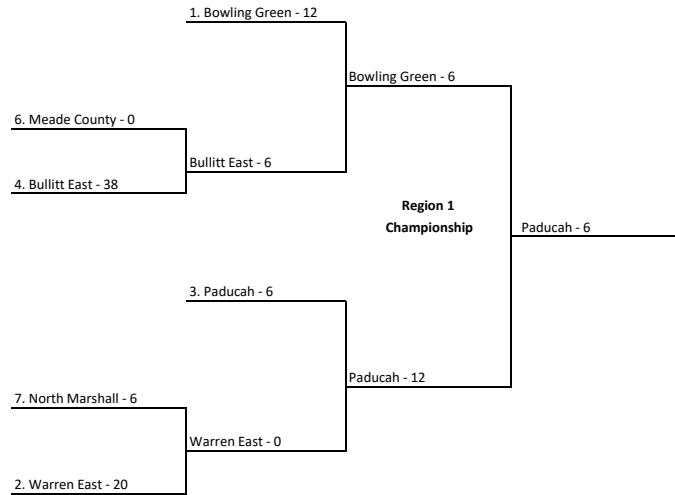 1. Bowling Green - 12
Bowling Green - 6
6. Meade County - 0
Bullitt East - 6
4. Bullitt East - 38
Region 1
Championship
Paducah - 6
3. Paducah - 6
Paducah - 12
7. North Marshall - 6
Warren East - 0
2. Warren East - 20